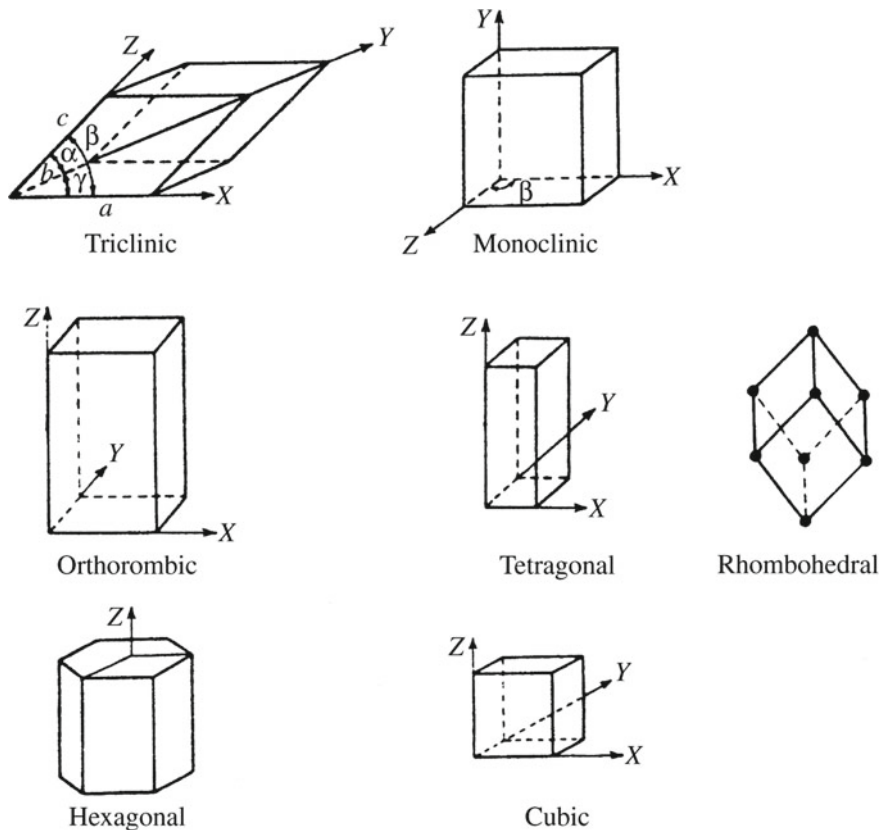 Z
Y
c
β
α
b
γ
a
X
Triclinic
Y
X
β
Z
Monoclinic
Z
Y
X
Orthorombic
Z
Y
X
Tetragonal
Rhombohedral
Z
Hexagonal
Z
Y
X
Cubic